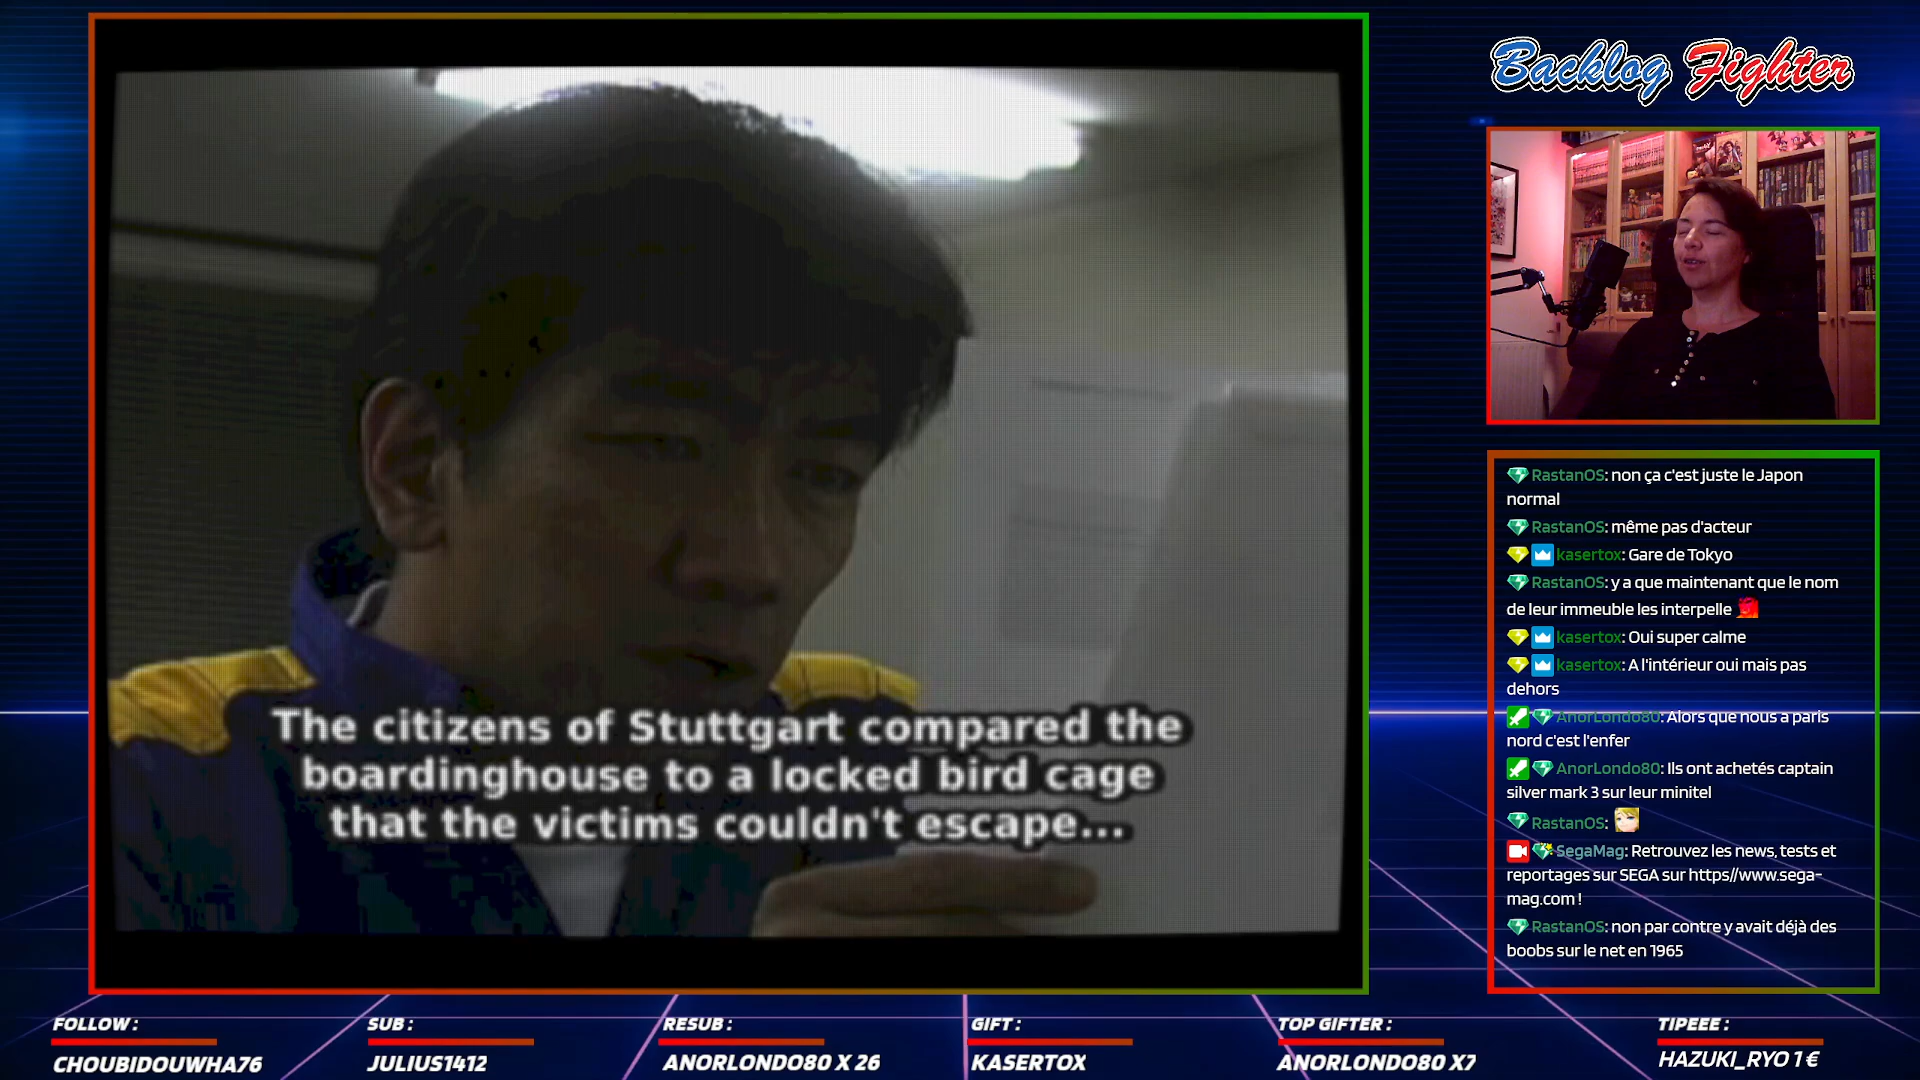 Backlog Fighter
The citizens of Stuttgart compared the
boardinghouse to a locked bird cage
that the victims couldn't escape...
RastanOS: non ça c'est juste le Japon
normal
RastanOS: même pas d'acteur
kasertox: Gare de Tokyo
RastanOS: y a que maintenant que le nom
de leur immeuble les interpelle
kasertox: Oui super calme
kasertox: A l'intérieur oui mais pas
dehors
AnorLondo80: Alors que nous a paris
nord c'est l'enfer
AnorLondo80: Ils ont achetés captain
silver mark 3 sur leur minitel
RastanOS:
SegaMag: Retrouvez les news, tests et
reportages sur SEGA sur https//www.sega-
mag.com !
RastanOS: non par contre y avait déjà des
boobs sur le net en 1965
FOLLOW :
CHOUBIDOUWHA76
SUB :
JULIUS1412
RESUB :
ANORLONDO80 X 26
GIFT :
KASERTOX
TOP GIFTER :
ANORLONDO80 X7
TIPEEE :
HAZUKI_RYO 1 €